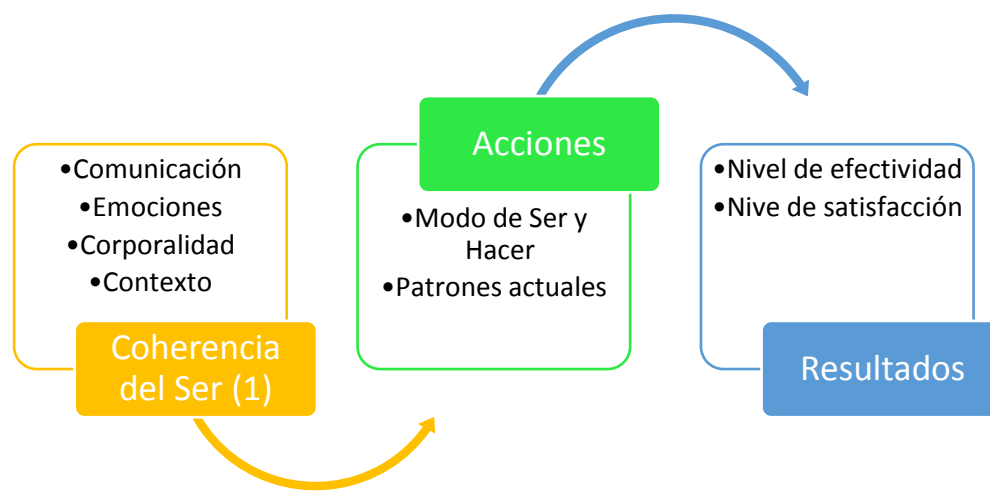 •Comunicación
•Emociones
•Corporalidad
•Contexto
Coherencia
del Ser (1)
Acciones
•Modo de Ser y
Hacer
•Patrones actuales
•Nivel de efectividad
•Nive de satisfacción
Resultados